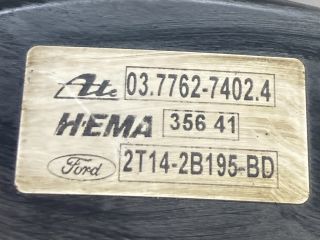 Ate 03.7762-7402.4
HEMA 356 41
Ford 2T14-2B195-BD